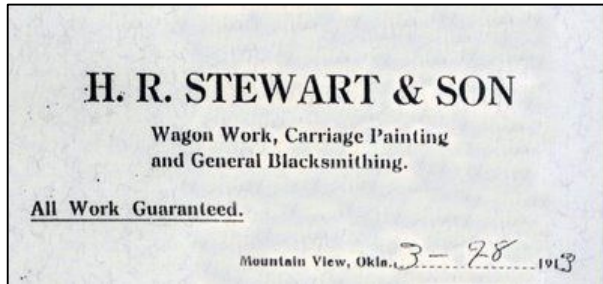 H. R. STEWART & SON
Wagon Work, Carriage Painting
and General Blacksmithing.
All Work Guaranteed.
Mountain View, Okla., 3 - 28 1913